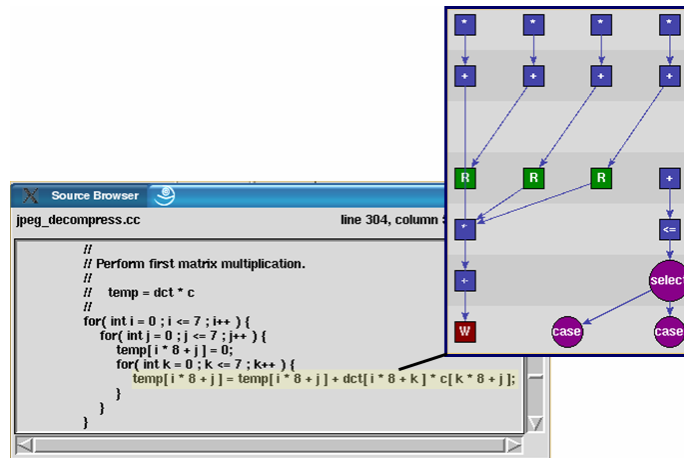 * * * *
+ + + +
R R R +
* <=
+ select
W case case
Source Browser
jpeg_decompress.cc line 304, column
//
// Perform first matrix multiplication.
//
// temp = dct * c
//
for( int i = 0 ; i <= 7 ; i++ ) {
for( int j = 0 ; j <= 7 ; j++ ) {
temp[ i * 8 + j ] = 0;
for( int k = 0 ; k <= 7 ; k++ ) {
temp[ i * 8 + j ] = temp[ i * 8 + j ] + dct[ i * 8 + k ] * c[ k * 8 + j ];
}
}
}